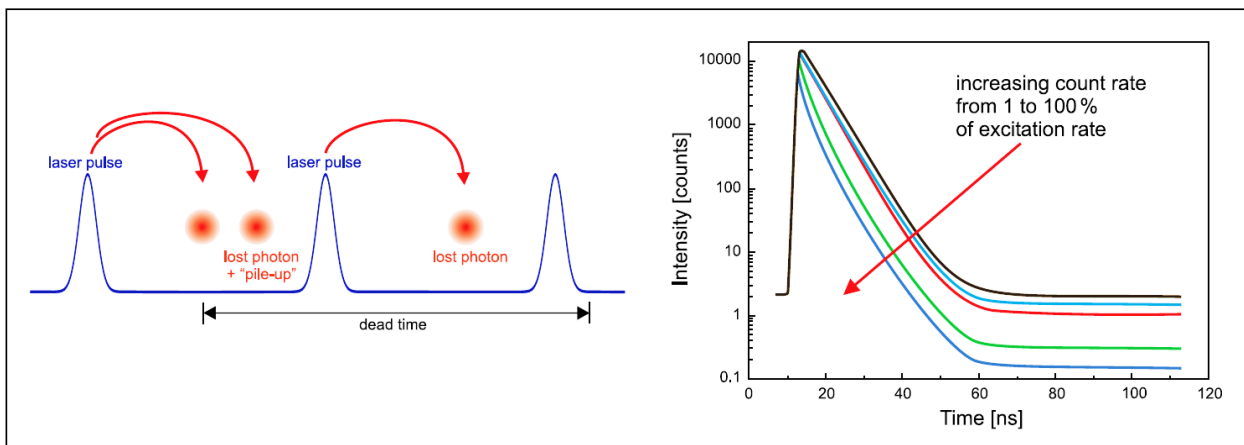 laser pulse
laser pulse
lost photon
+ "pile-up"
lost photon
dead time
Intensity [counts]
10000
1000
100
10
1
0.1
increasing count rate
from 1 to 100 %
of excitation rate
0 20 40 60 80 100 120
Time [ns]